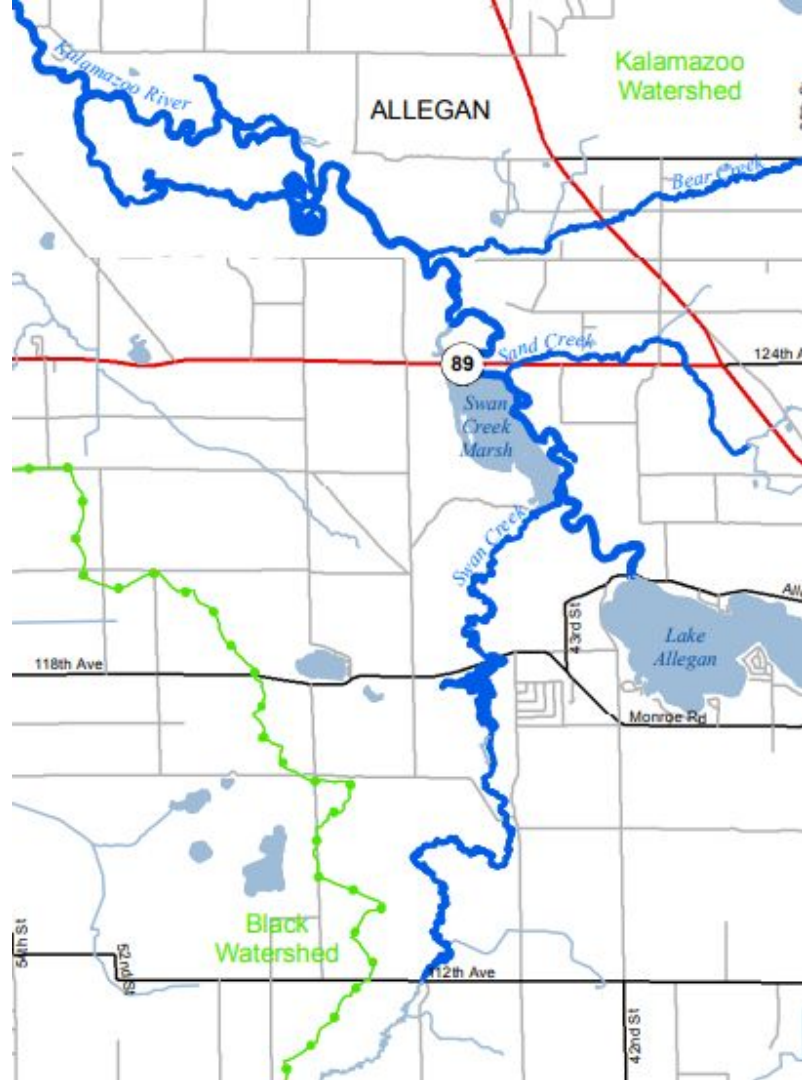 Kalamazoo River
ALLEGAN
Kalamazoo
Watershed
Bear Creek
Sand Creek
89
124th A
Swan
Creek
Marsh
Swan Creek
43rd St
All
Lake
Allegan
118th Ave
Monroe Rd
Black
Watershed
54th St
52nd St
112th Ave
42nd St